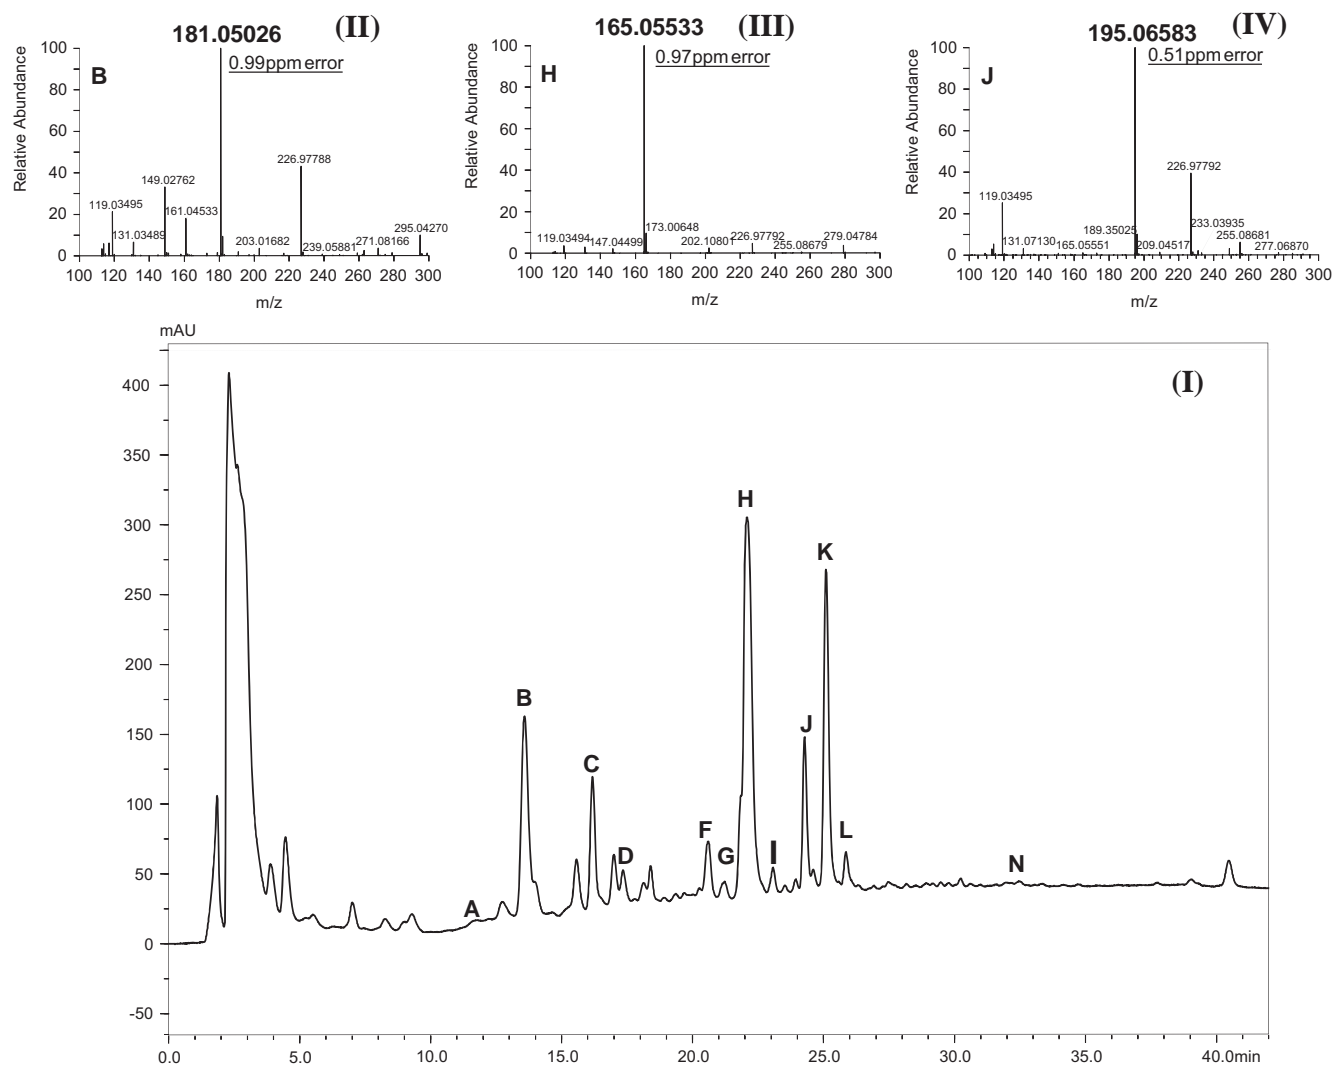 181.05026 (II)
0.99ppm error
B
Relative Abundance
100
80
60
40
20
0
226.97788
149.02762
119.03495
161.04533
131.03489
203.01682
239.05881
271.08166
295.04270
100 120 140 160 180 200 220 240 260 280 300
m/z
165.05533 (III)
0.97ppm error
H
Relative Abundance
100
80
60
40
20
0
119.03494
147.04499
173.00648
202.10801
226.97792
255.08679
279.04784
100 120 140 160 180 200 220 240 260 280 300
m/z
195.06583 (IV)
0.51ppm error
J
Relative Abundance
100
80
60
40
20
0
226.97792
119.03495
131.07130
165.05551
189.35025
209.04517
233.03935
255.08681
277.06870
100 120 140 160 180 200 220 240 260 280 300
m/z
mAU
(I)
400
350
300
250
200
150
100
50
0
-50
A
B
C
D
F
G
H
I
J
K
L
N
0.0 5.0 10.0 15.0 20.0 25.0 30.0 35.0 40.0min